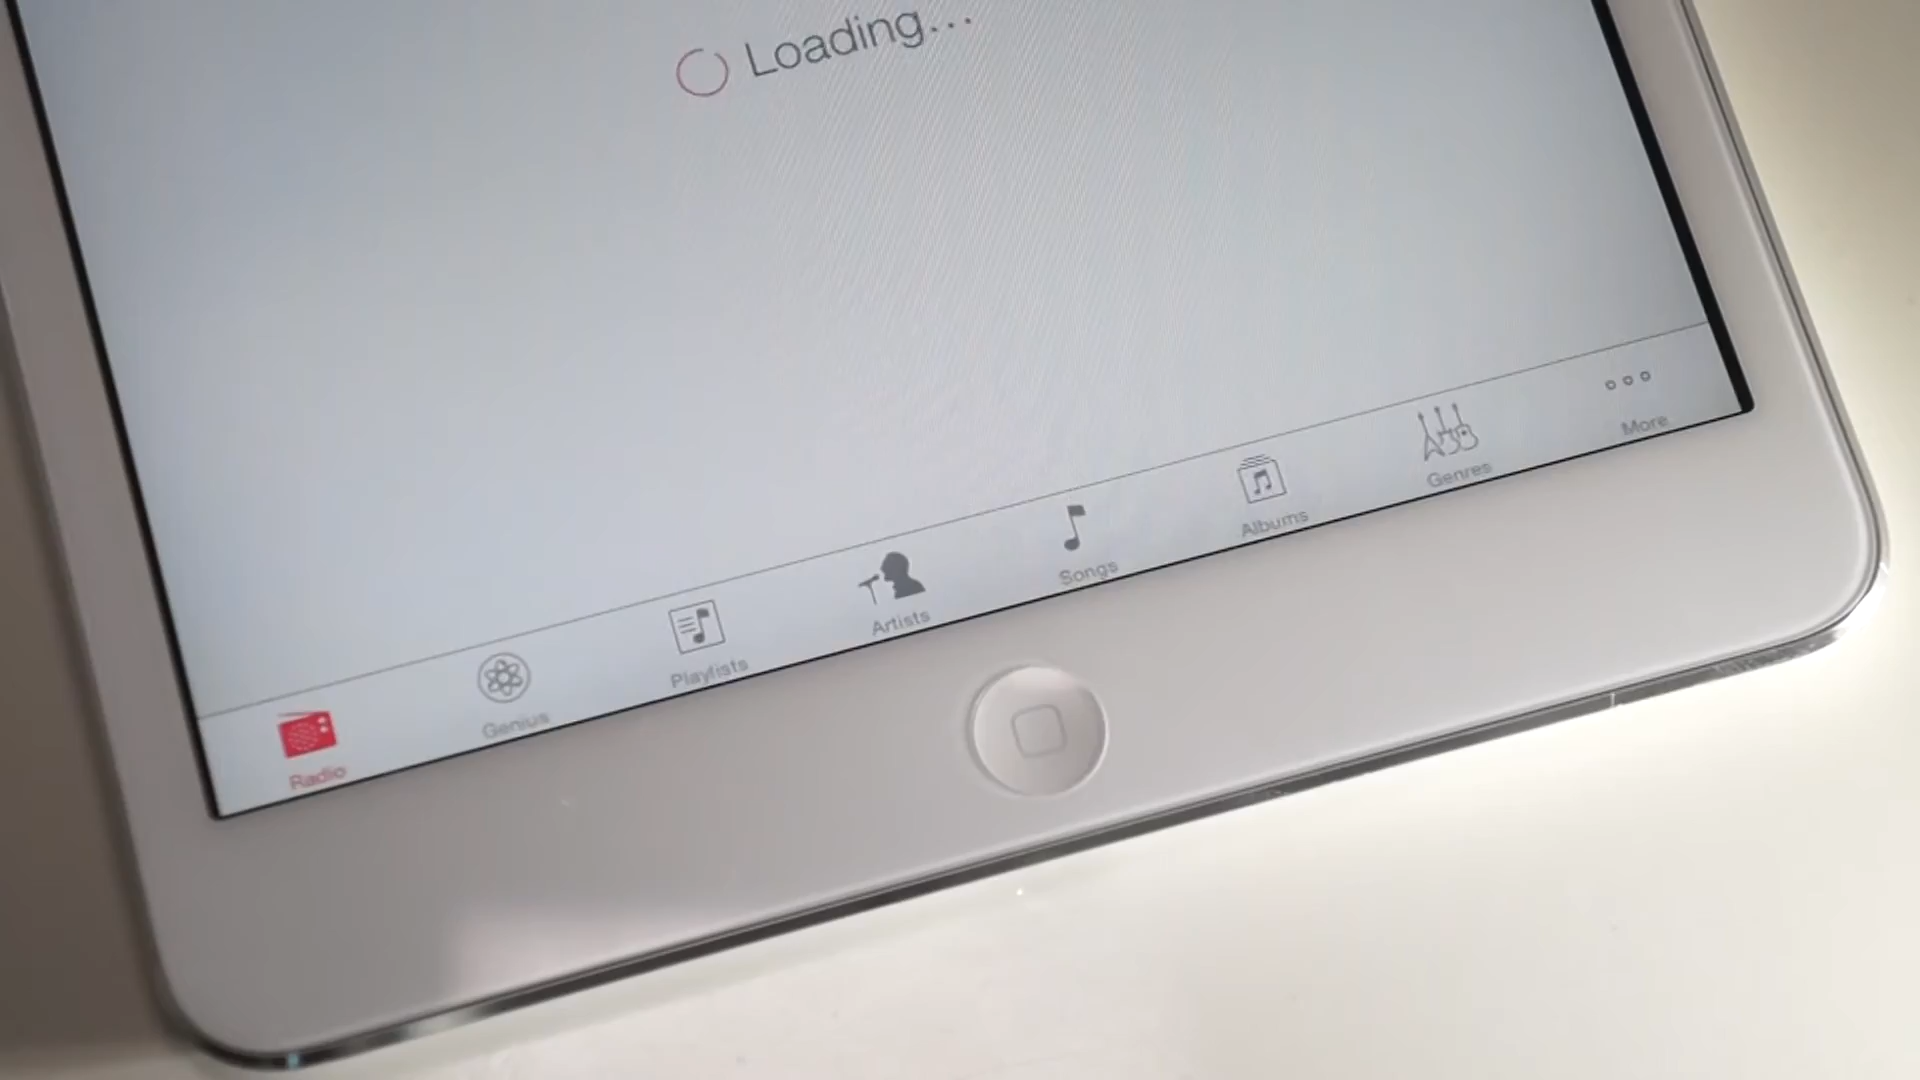 Loading...
Radio
Genius
Playlists
Artists
Songs
Albums
Genres
More